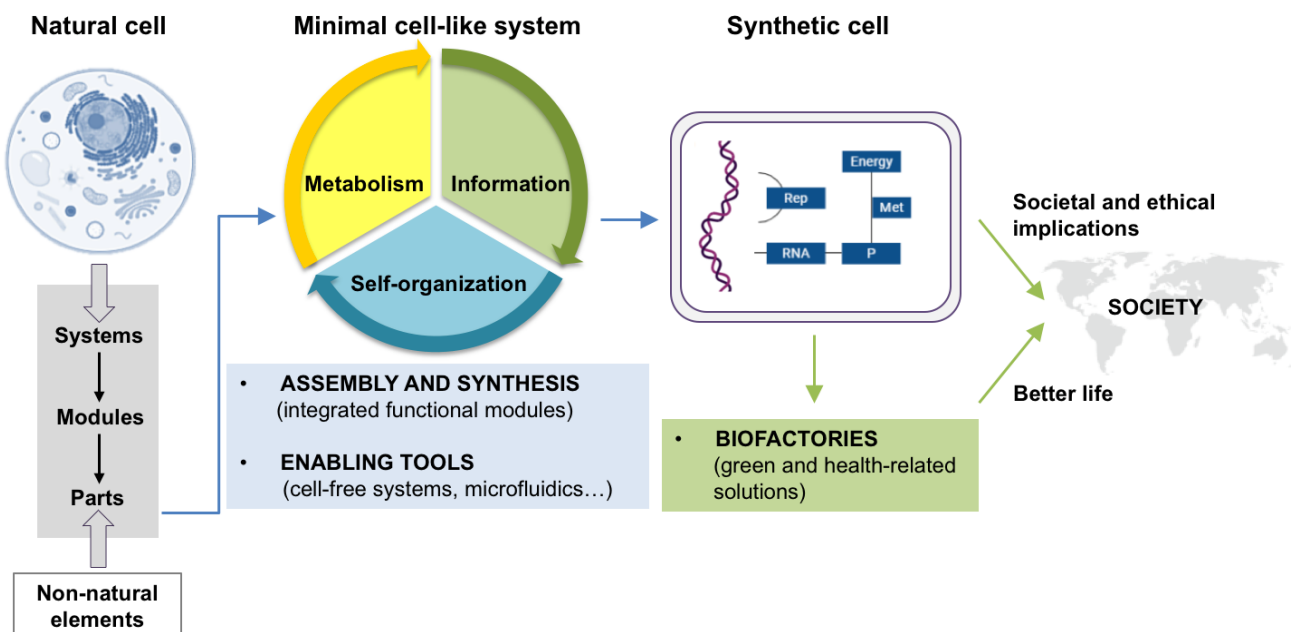 Natural cell
Minimal cell-like system
Synthetic cell
Metabolism
Information
Self-organization
Energy
Rep
Met
RNA
P
Systems
Modules
Parts
Non-natural
elements
• ASSEMBLY AND SYNTHESIS
(integrated functional modules)
• ENABLING TOOLS
(cell-free systems, microfluidics…)
• BIOFACTORIES
(green and health-related
solutions)
Societal and ethical
implications
SOCIETY
Better life